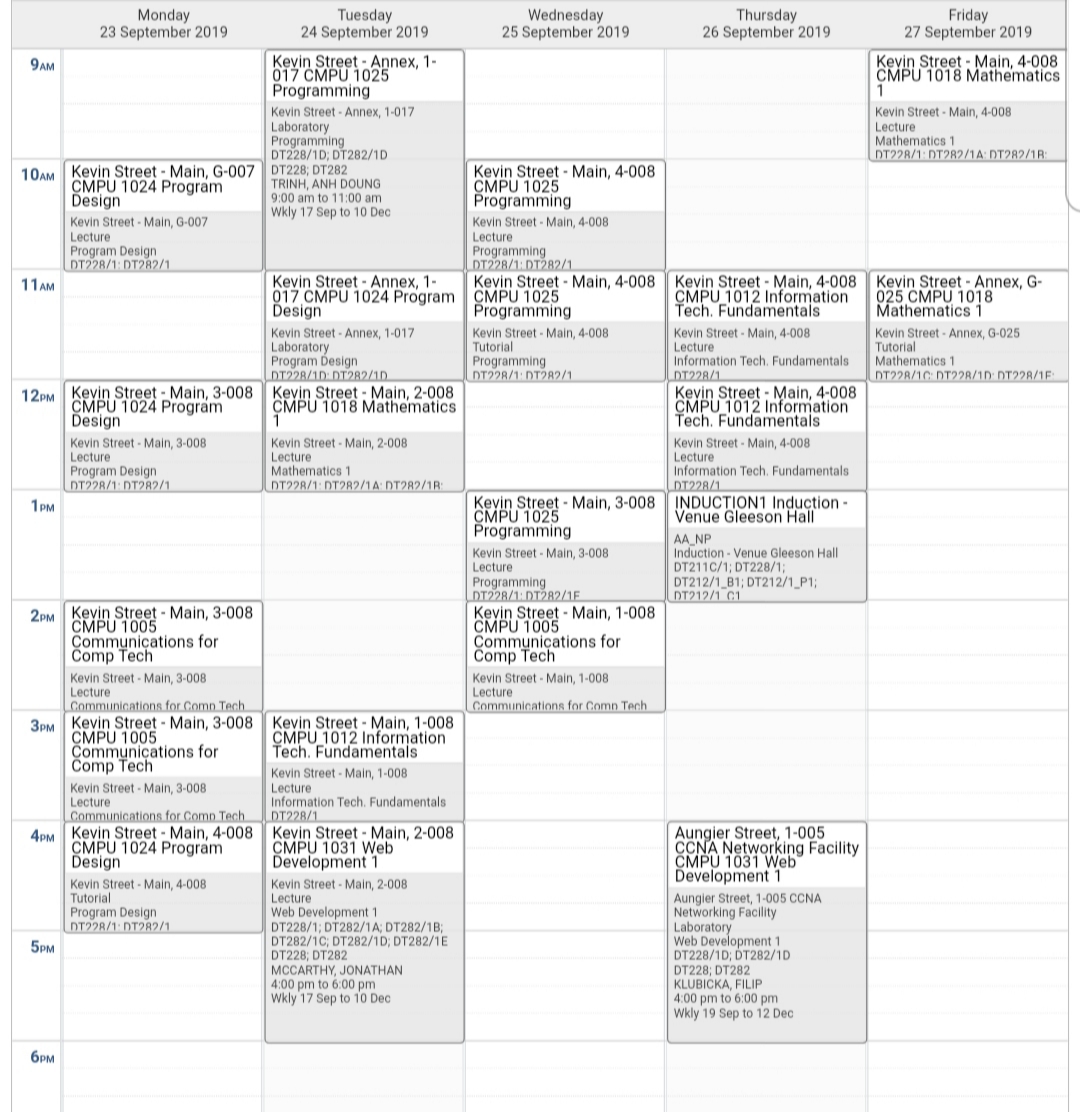 Monday
23 September 2019
Tuesday
24 September 2019
Wednesday
25 September 2019
Thursday
26 September 2019
Friday
27 September 2019
9AM
10AM
11AM
12PM
1PM
2PM
3PM
4PM
5PM
6PM
Kevin Street - Main, G-007
CMPU 1024 Program
Design
Kevin Street - Main, G-007
Lecture
Program Design
DT228/1; DT282/1
Kevin Street - Main, 3-008
CMPU 1024 Program
Design
Kevin Street - Main, 3-008
Lecture
Program Design
DT228/1; DT282/1
Kevin Street - Main, 3-008
CMPU 1005
Communications for
Comp Tech
Kevin Street - Main, 3-008
Lecture
Communications for Comp Tech
Kevin Street - Main, 3-008
CMPU 1005
Communications for
Comp Tech
Kevin Street - Main, 3-008
Lecture
Communications for Comp Tech
Kevin Street - Main, 4-008
CMPU 1024 Program
Design
Kevin Street - Main, 4-008
Tutorial
Program Design
DT228/1; DT282/1
Kevin Street - Annex, 1-
017 CMPU 1025
Programming
Kevin Street - Annex, 1-017
Laboratory
Programming
DT228/1D; DT282/1D
DT228; DT282
TRINH, ANH DOUNG
9:00 am to 11:00 am
Wkly 17 Sep to 10 Dec
Kevin Street - Annex, 1-
017 CMPU 1024 Program
Design
Kevin Street - Annex, 1-017
Laboratory
Program Design
DT228/1D; DT282/1D
Kevin Street - Main, 2-008
CMPU 1018 Mathematics
1
Kevin Street - Main, 2-008
Lecture
Mathematics 1
DT228/1; DT282/1A; DT282/1B;
Kevin Street - Main, 1-008
CMPU 1012 Information
Tech. Fundamentals
Kevin Street - Main, 1-008
Lecture
Information Tech. Fundamentals
DT228/1
Kevin Street - Main, 2-008
CMPU 1031 Web
Development 1
Kevin Street - Main, 2-008
Lecture
Web Development 1
DT228/1; DT282/1A; DT282/1B;
DT282/1C; DT282/1D; DT282/1E
DT228; DT282
MCCARTHY, JONATHAN
4:00 pm to 6:00 pm
Wkly 17 Sep to 10 Dec
Kevin Street - Main, 4-008
CMPU 1025
Programming
Kevin Street - Main, 4-008
Lecture
Programming
DT228/1; DT282/1
Kevin Street - Main, 4-008
CMPU 1025
Programming
Kevin Street - Main, 4-008
Tutorial
Programming
DT228/1; DT282/1
Kevin Street - Main, 3-008
CMPU 1025
Programming
Kevin Street - Main, 3-008
Lecture
Programming
DT228/1; DT282/1E
Kevin Street - Main, 1-008
CMPU 1005
Communications for
Comp Tech
Kevin Street - Main, 1-008
Lecture
Communications for Comp Tech
Kevin Street - Main, 4-008
CMPU 1012 Information
Tech. Fundamentals
Kevin Street - Main, 4-008
Lecture
Information Tech. Fundamentals
DT228/1
Kevin Street - Main, 4-008
CMPU 1012 Information
Tech. Fundamentals
Kevin Street - Main, 4-008
Lecture
Information Tech. Fundamentals
DT228/1
INDUCTION1 Induction -
Venue Gleeson Hall
AA_NP
Induction - Venue Gleeson Hall
DT211C/1; DT228/1;
DT212/1_B1; DT212/1_P1;
DT212/1_C1
Aungier Street, 1-005
CCNA Networking Facility
CMPU 1031 Web
Development 1
Aungier Street, 1-005 CCNA
Networking Facility
Laboratory
Web Development 1
DT228/1D; DT282/1D
DT228; DT282
KLUBICKA, FILIP
4:00 pm to 6:00 pm
Wkly 19 Sep to 12 Dec
Kevin Street - Main, 4-008
CMPU 1018 Mathematics
1
Kevin Street - Main, 4-008
Lecture
Mathematics 1
DT228/1; DT282/1A; DT282/1B;
Kevin Street - Annex, G-
025 CMPU 1018
Mathematics 1
Kevin Street - Annex, G-025
Tutorial
Mathematics 1
DT228/1C; DT228/1D;